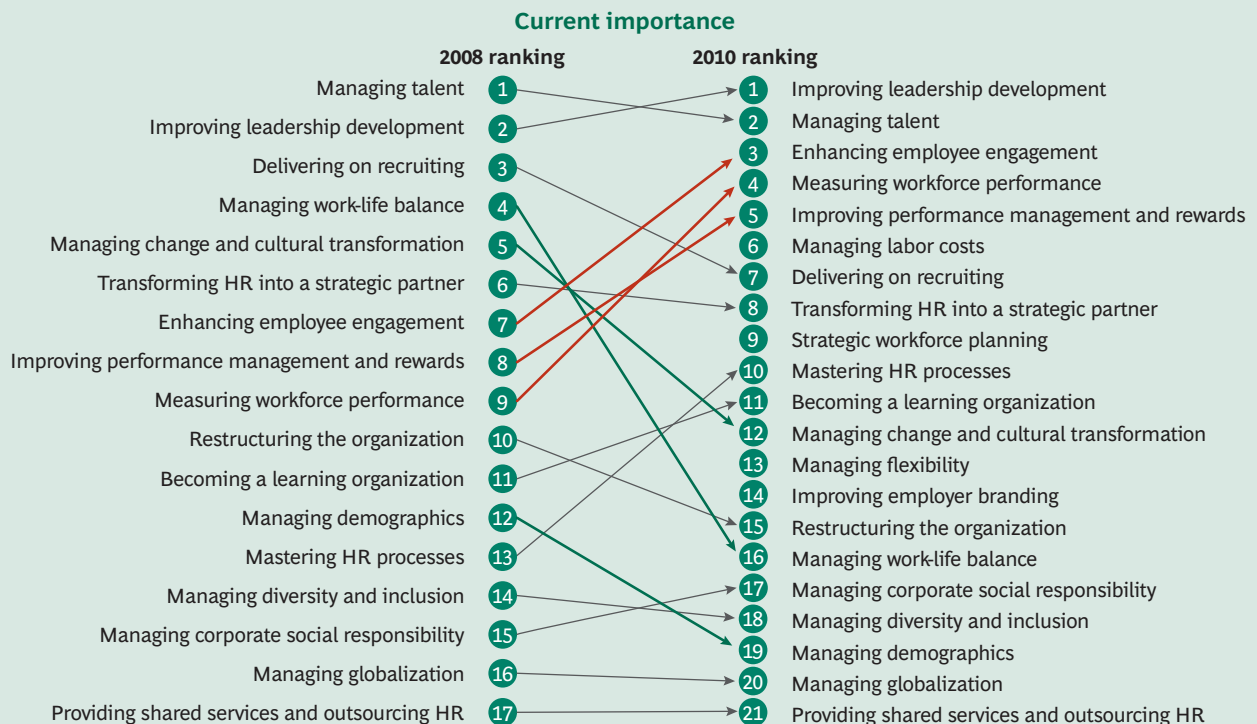 Current importance
2008 ranking
2010 ranking
Managing talent 1
Improving leadership development 2
Delivering on recruiting 3
Managing work-life balance 4
Managing change and cultural transformation 5
Transforming HR into a strategic partner 6
Enhancing employee engagement 7
Improving performance management and rewards 8
Measuring workforce performance 9
Restructuring the organization 10
Becoming a learning organization 11
Managing demographics 12
Mastering HR processes 13
Managing diversity and inclusion 14
Managing corporate social responsibility 15
Managing globalization 16
Providing shared services and outsourcing HR 17
1 Improving leadership development
2 Managing talent
3 Enhancing employee engagement
4 Measuring workforce performance
5 Improving performance management and rewards
6 Managing labor costs
7 Delivering on recruiting
8 Transforming HR into a strategic partner
9 Strategic workforce planning
10 Mastering HR processes
11 Becoming a learning organization
12 Managing change and cultural transformation
13 Managing flexibility
14 Improving employer branding
15 Restructuring the organization
16 Managing work-life balance
17 Managing corporate social responsibility
18 Managing diversity and inclusion
19 Managing demographics
20 Managing globalization
21 Providing shared services and outsourcing HR